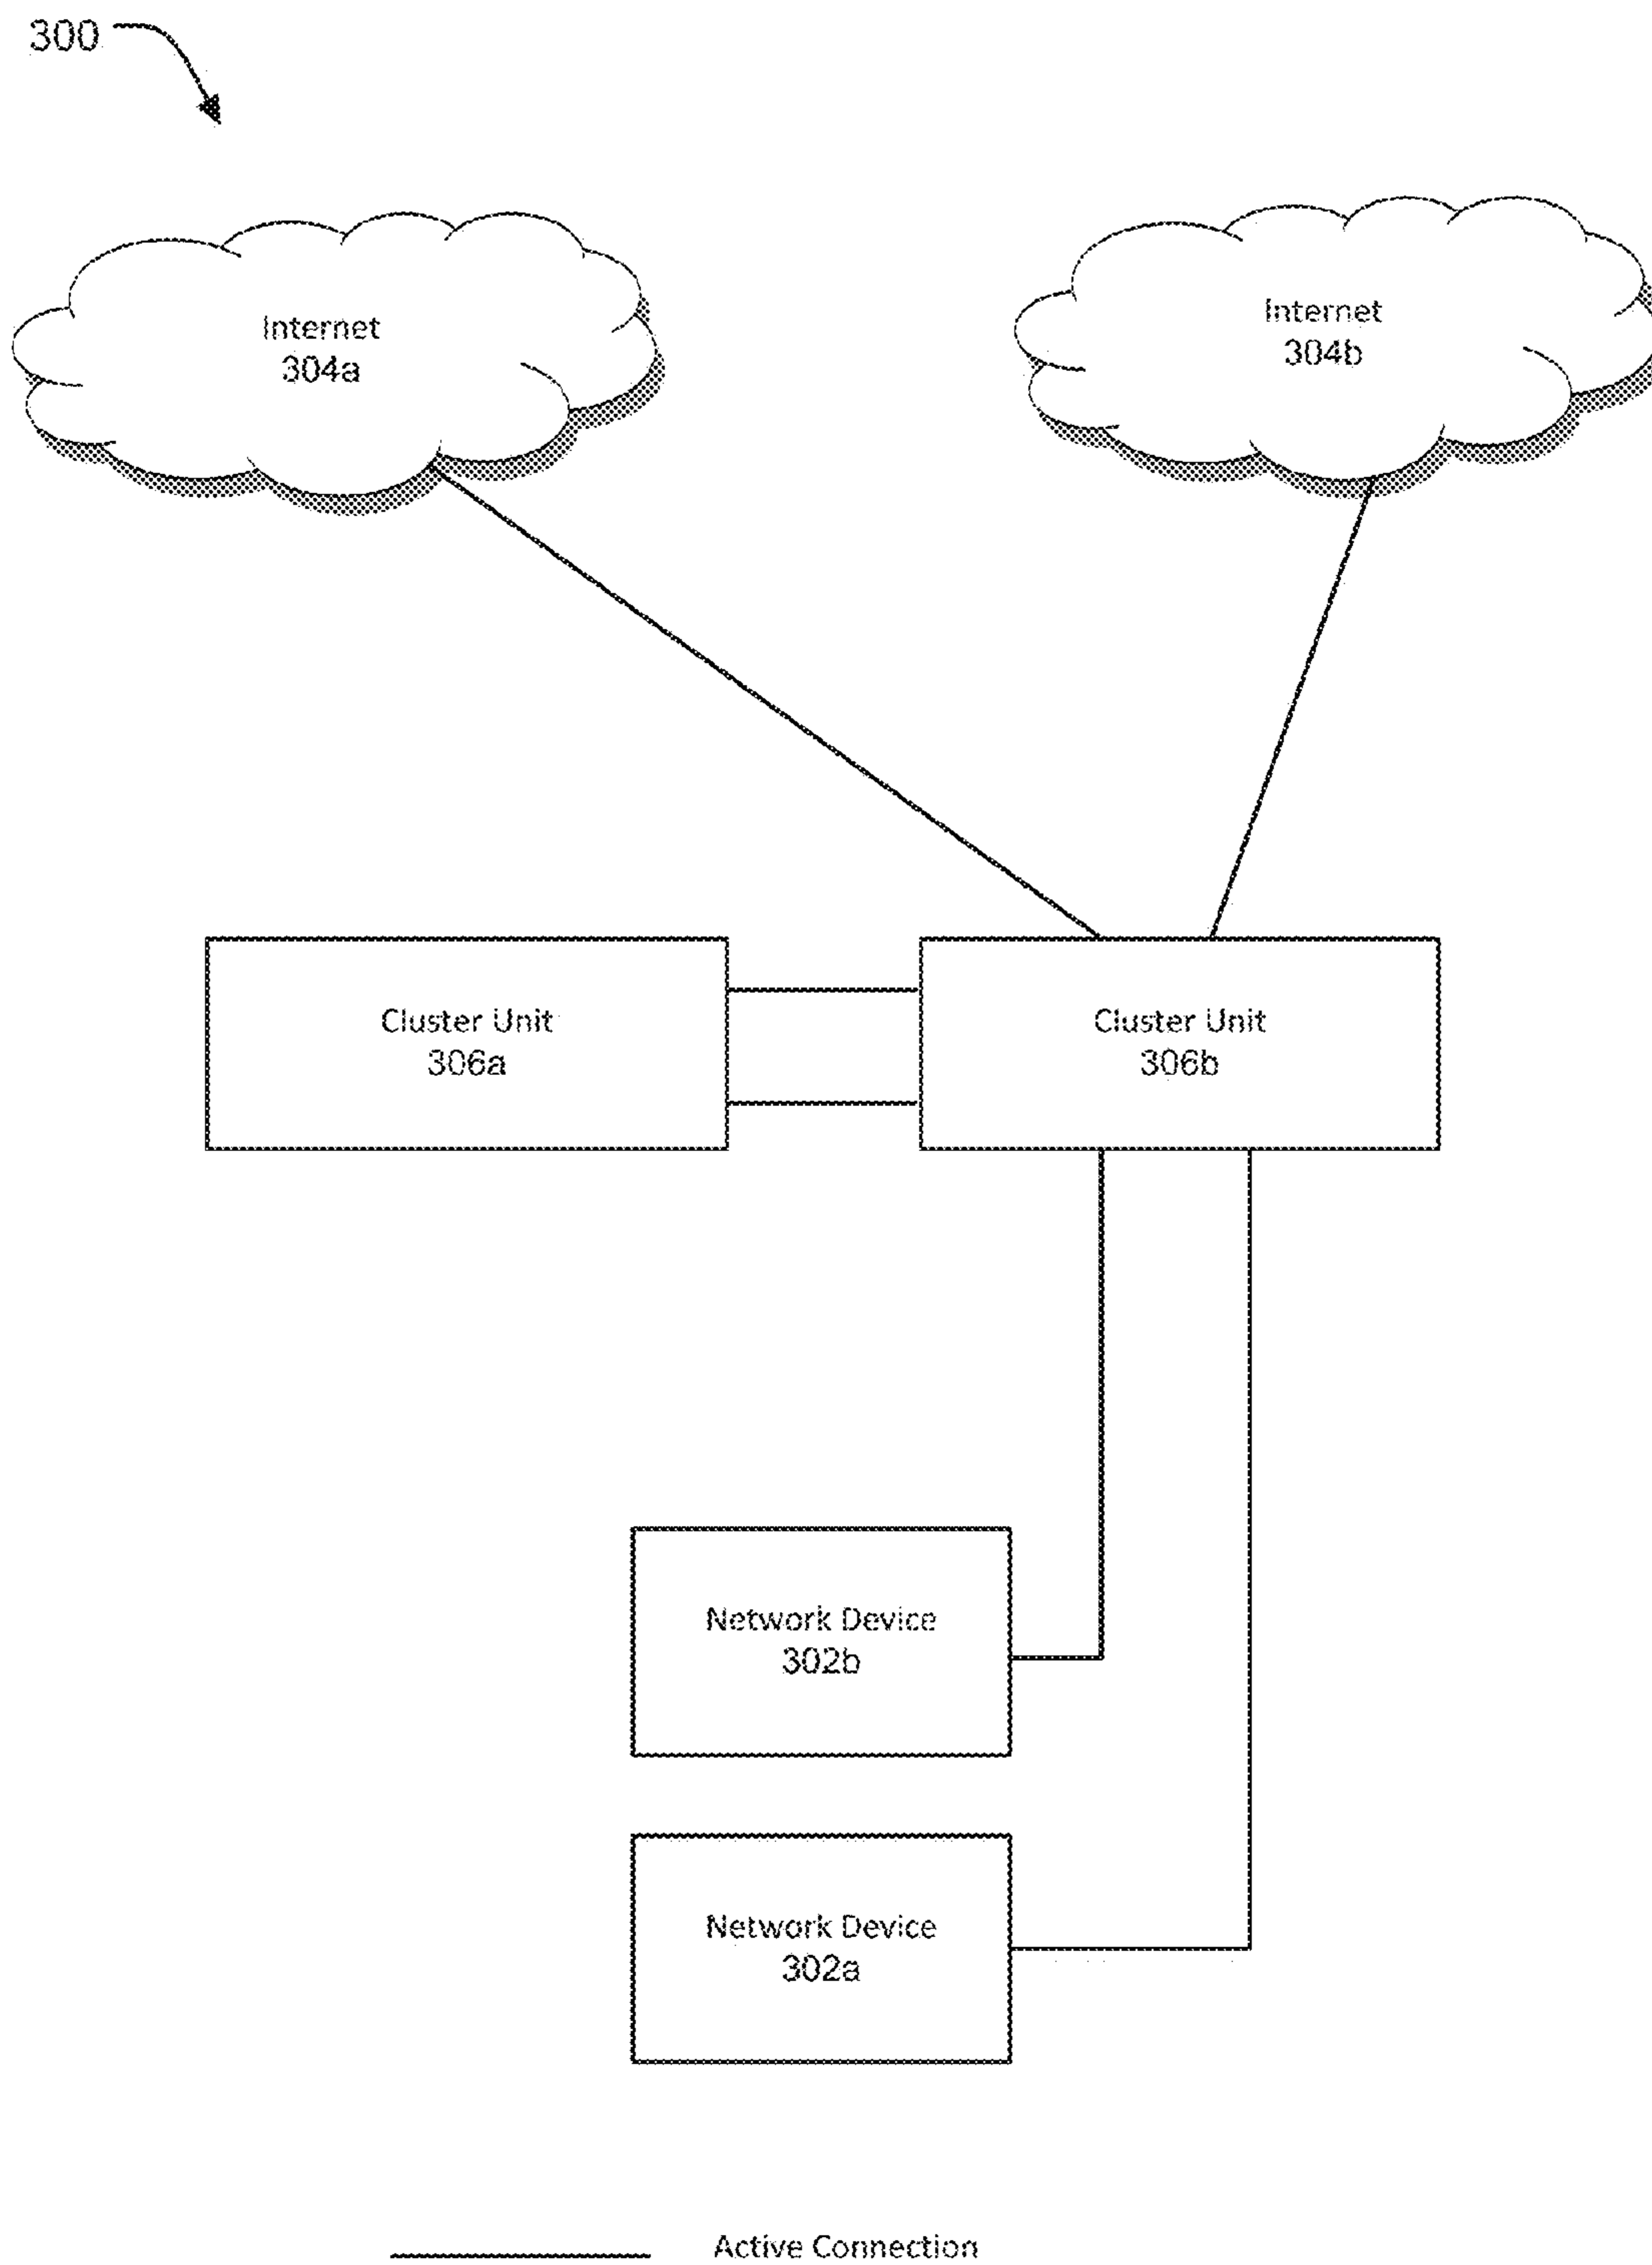 300
Internet
304a
Internet
304b
Cluster Unit
306a
Cluster Unit
306b
Network Device
302b
Network Device
302a
Active Connection